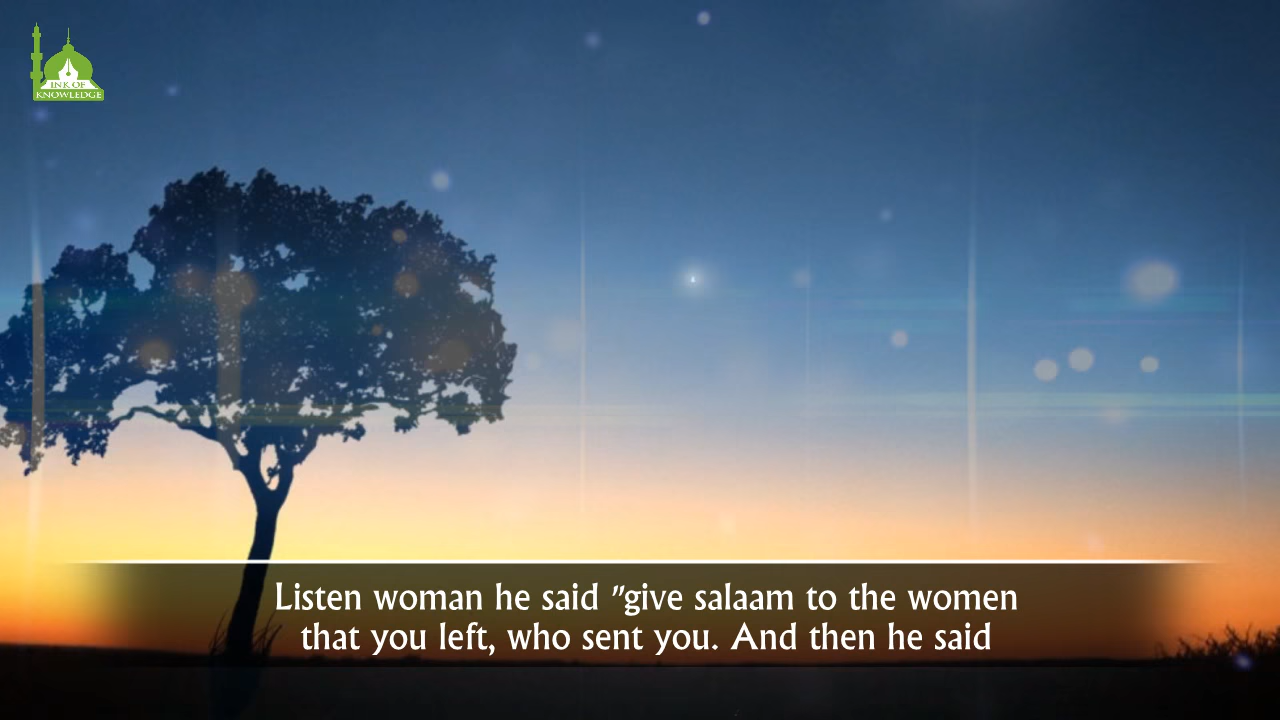 INK OF
KNOWLEDGE
Listen woman he said "give salaam to the women
that you left, who sent you. And then he said